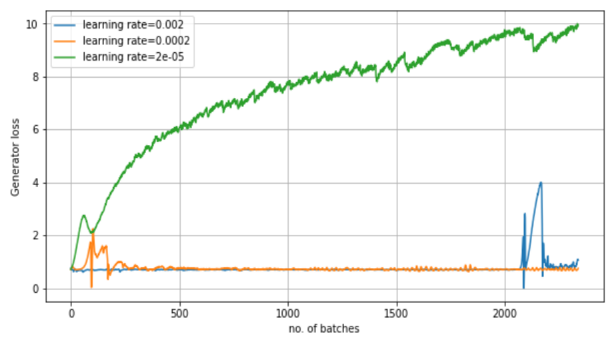 learning rate=0.002
learning rate=0.0002
learning rate=2e-05
10
8
6
4
2
0
Generator loss
0
500
1000
1500
2000
no. of batches